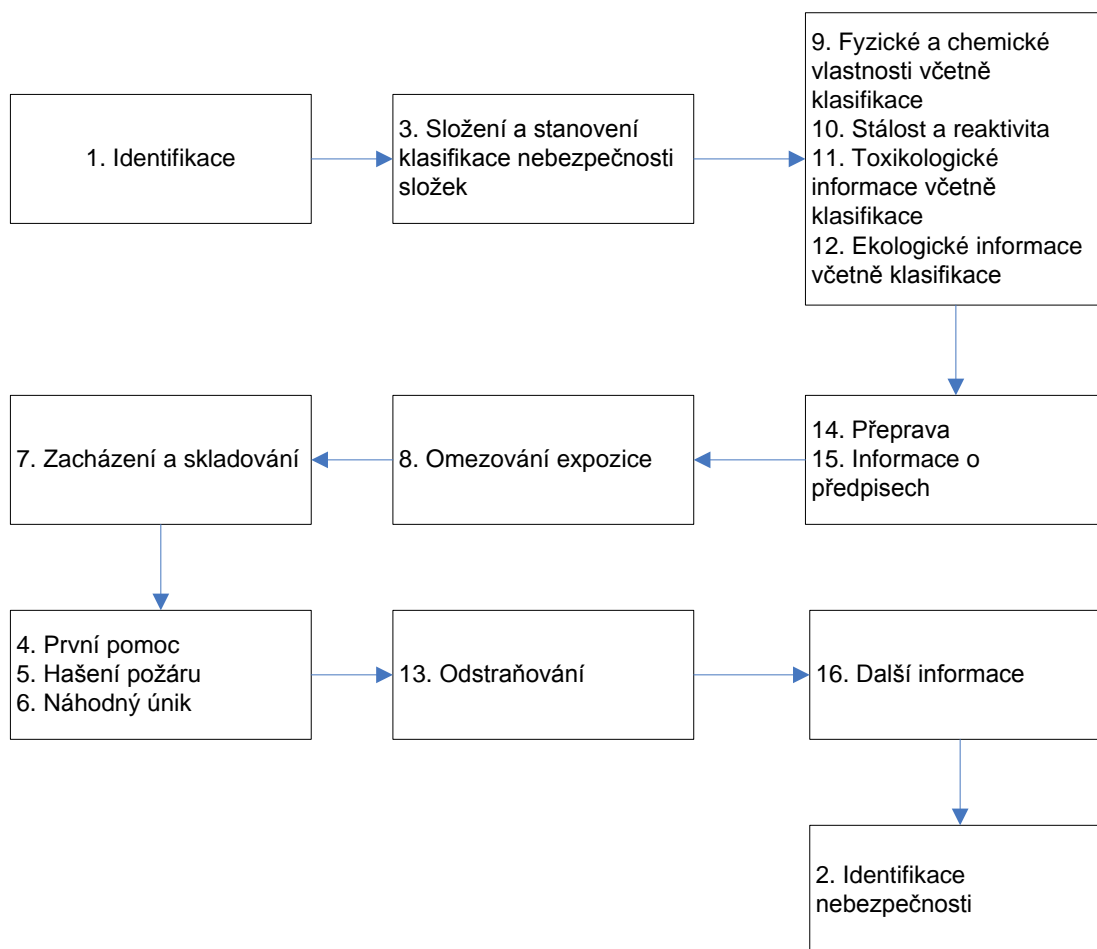 1. Identifikace
3. Složení a stanovení
klasifikace nebezpečnosti
složek
9. Fyzické a chemické
vlastnosti včetně
klasifikace
10. Stálost a reaktivita
11. Toxikologické
informace včetně
klasifikace
12. Ekologické informace
včetně klasifikace
14. Přeprava
15. Informace o
předpisech
8. Omezování expozice
7. Zacházení a skladování
4. První pomoc
5. Hašení požáru
6. Náhodný únik
13. Odstraňování
16. Další informace
2. Identifikace
nebezpečnosti